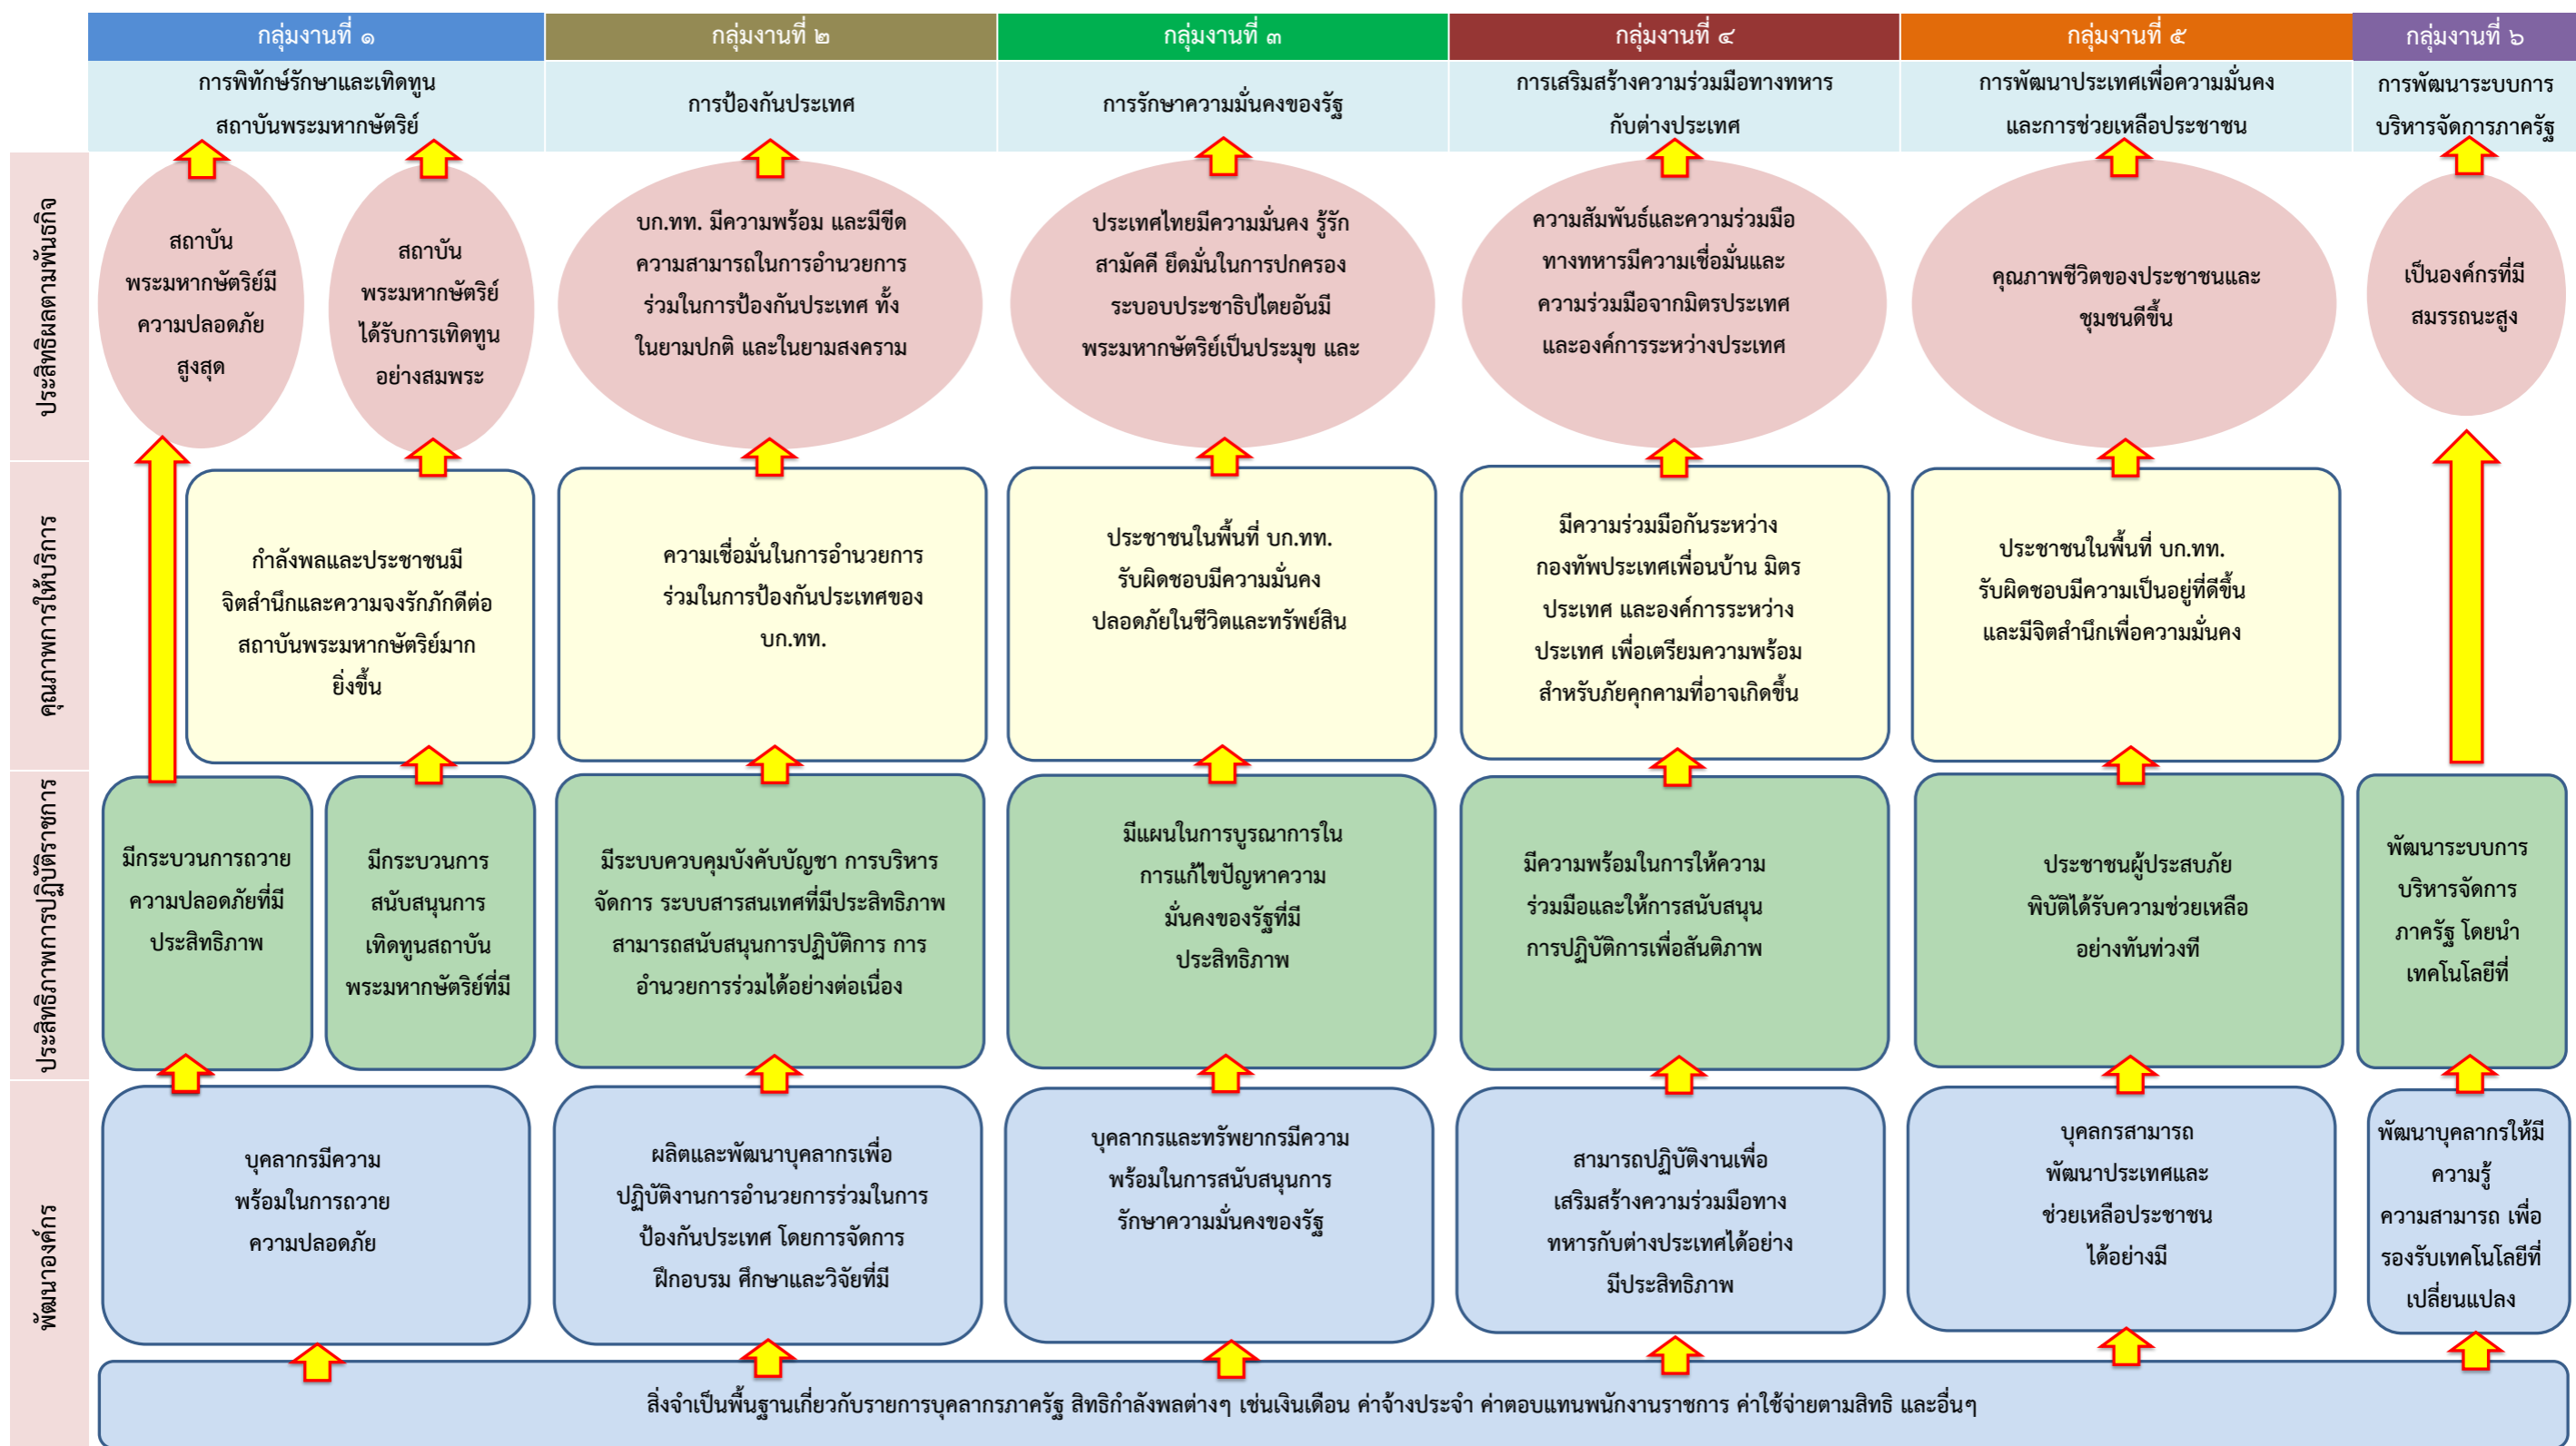 กลุ่มงานที่ ๑
กลุ่มงานที่ ๒
กลุ่มงานที่ ๓
กลุ่มงานที่ ๔
กลุ่มงานที่ ๕
กลุ่มงานที่ ๖
การพิทักษ์รักษาและเทิดทูน
สถาบันพระมหากษัตริย์
การป้องกันประเทศ
การรักษาความมั่นคงของรัฐ
การเสริมสร้างความร่วมมือทางทหาร
กับต่างประเทศ
การพัฒนาประเทศเพื่อความมั่นคง
และการช่วยเหลือประชาชน
การพัฒนาระบบการ
บริหารจัดการภาครัฐ
ประสิทธิผลตามพันธกิจ
สถาบัน
พระมหากษัตริย์มี
ความปลอดภัย
สูงสุด
สถาบัน
พระมหากษัตริย์
ได้รับการเทิดทูน
อย่างสมพระ
บก.ทท. มีความพร้อม และมีขีด
ความสามารถในการอำนวยการ
ร่วมในการป้องกันประเทศ ทั้ง
ในยามปกติ และในยามสงคราม
ประเทศไทยมีความมั่นคง รู้รัก
สามัคคี ยึดมั่นในการปกครอง
ระบอบประชาธิปไตยอันมี
พระมหากษัตริย์เป็นประมุข และ
ความสัมพันธ์และความร่วมมือ
ทางทหารมีความเชื่อมั่นและ
ความร่วมมือจากมิตรประเทศ
และองค์การระหว่างประเทศ
คุณภาพชีวิตของประชาชนและ
ชุมชนดีขึ้น
เป็นองค์กรที่มี
สมรรถนะสูง
คุณภาพการให้บริการ
กำลังพลและประชาชนมี
จิตสำนึกและความจงรักภักดีต่อ
สถาบันพระมหากษัตริย์มาก
ยิ่งขึ้น
ความเชื่อมั่นในการอำนวยการ
ร่วมในการป้องกันประเทศของ
บก.ทท.
ประชาชนในพื้นที่ บก.ทท.
รับผิดชอบมีความมั่นคง
ปลอดภัยในชีวิตและทรัพย์สิน
มีความร่วมมือกันระหว่าง
กองทัพประเทศเพื่อนบ้าน มิตร
ประเทศ และองค์การระหว่าง
ประเทศ เพื่อเตรียมความพร้อม
สำหรับภัยคุกคามที่อาจเกิดขึ้น
ประชาชนในพื้นที่ บก.ทท.
รับผิดชอบมีความเป็นอยู่ที่ดีขึ้น
และมีจิตสำนึกเพื่อความมั่นคง
ประสิทธิภาพการปฏิบัติราชการ
มีกระบวนการถวาย
ความปลอดภัยที่มี
ประสิทธิภาพ
มีกระบวนการ
สนับสนุนการ
เทิดทูนสถาบัน
พระมหากษัตริย์ที่มี
มีระบบควบคุมบังคับบัญชา การบริหาร
จัดการ ระบบสารสนเทศที่มีประสิทธิภาพ
สามารถสนับสนุนการปฏิบัติการ การ
อำนวยการร่วมได้อย่างต่อเนื่อง
มีแผนในการบูรณาการใน
การแก้ไขปัญหาความ
มั่นคงของรัฐที่มี
ประสิทธิภาพ
มีความพร้อมในการให้ความ
ร่วมมือและให้การสนับสนุน
การปฏิบัติการเพื่อสันติภาพ
ประชาชนผู้ประสบภัย
พิบัติได้รับความช่วยเหลือ
อย่างทันท่วงที
พัฒนาระบบการ
บริหารจัดการ
ภาครัฐ โดยนำ
เทคโนโลยีที่
พัฒนาองค์กร
บุคลากรมีความ
พร้อมในการถวาย
ความปลอดภัย
ผลิตและพัฒนาบุคลากรเพื่อ
ปฏิบัติงานการอำนวยการร่วมในการ
ป้องกันประเทศ โดยการจัดการ
ฝึกอบรม ศึกษาและวิจัยที่มี
บุคลากรและทรัพยากรมีความ
พร้อมในการสนับสนุนการ
รักษาความมั่นคงของรัฐ
สามารถปฏิบัติงานเพื่อ
เสริมสร้างความร่วมมือทาง
ทหารกับต่างประเทศได้อย่าง
มีประสิทธิภาพ
บุคลกรสามารถ
พัฒนาประเทศและ
ช่วยเหลือประชาชน
ได้อย่างมี
พัฒนาบุคลากรให้มี
ความรู้
ความสามารถ เพื่อ
รองรับเทคโนโลยีที่
เปลี่ยนแปลง
สิ่งจำเป็นพื้นฐานเกี่ยวกับรายการบุคลากรภาครัฐ สิทธิกำลังพลต่างๆ เช่นเงินเดือน ค่าจ้างประจำ ค่าตอบแทนพนักงานราชการ ค่าใช้จ่ายตามสิทธิ และอื่นๆ